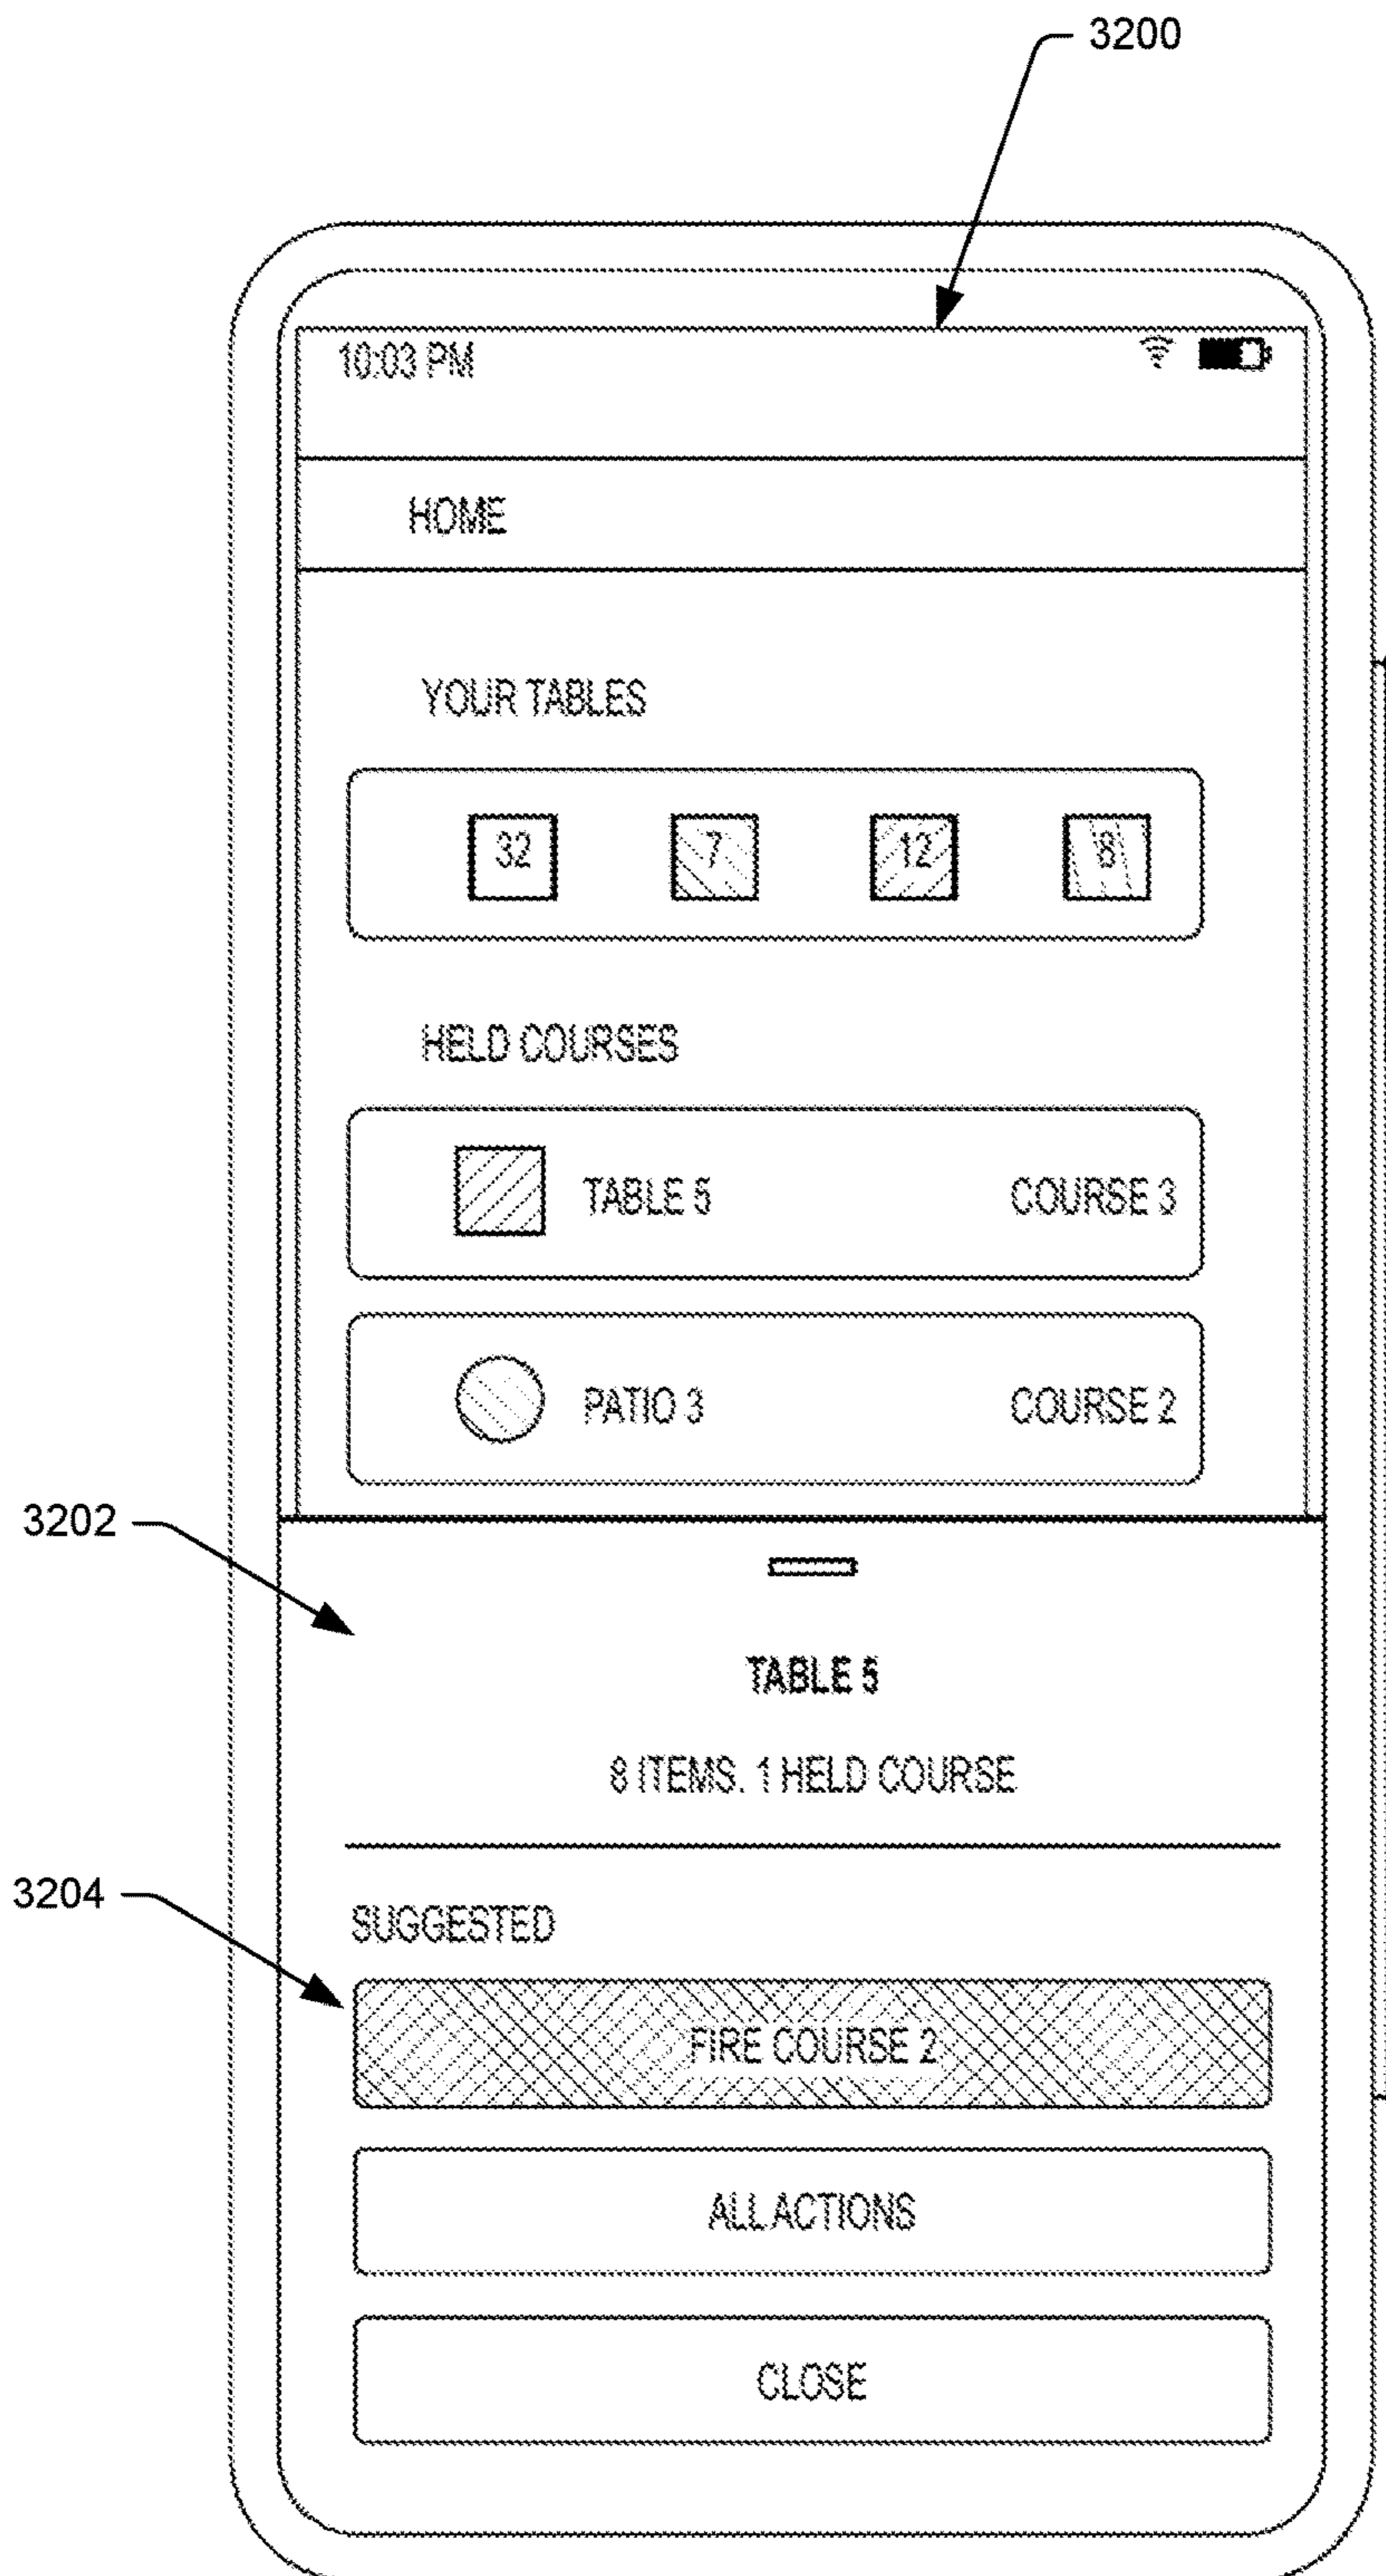 3200
10:03 PM
HOME
YOUR TABLES
32 7 12 8
HELD COURSES
TABLE 5 COURSE 3
PATIO 3 COURSE 2
3202
TABLE 5
8 ITEMS. 1 HELD COURSE
3204
SUGGESTED
FIRE COURSE 2
ALL ACTIONS
CLOSE